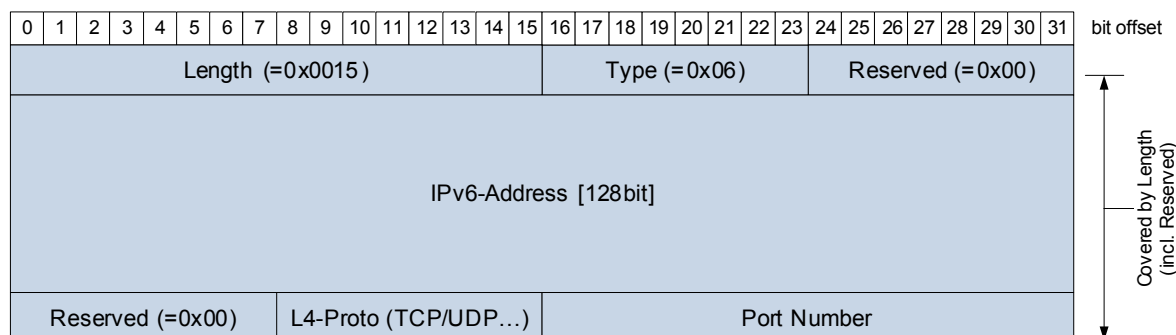 0 1 2 3 4 5 6 7 8 9 10 11 12 13 14 15 16 17 18 19 20 21 22 23 24 25 26 27 28 29 30 31 bit offset
Length (=0x0015) Type (=0x06) Reserved (=0x00)
IPv6-Address [128bit]
Covered by Length
(incl. Reserved)
Reserved (=0x00) L4-Proto (TCP/UDP…) Port Number